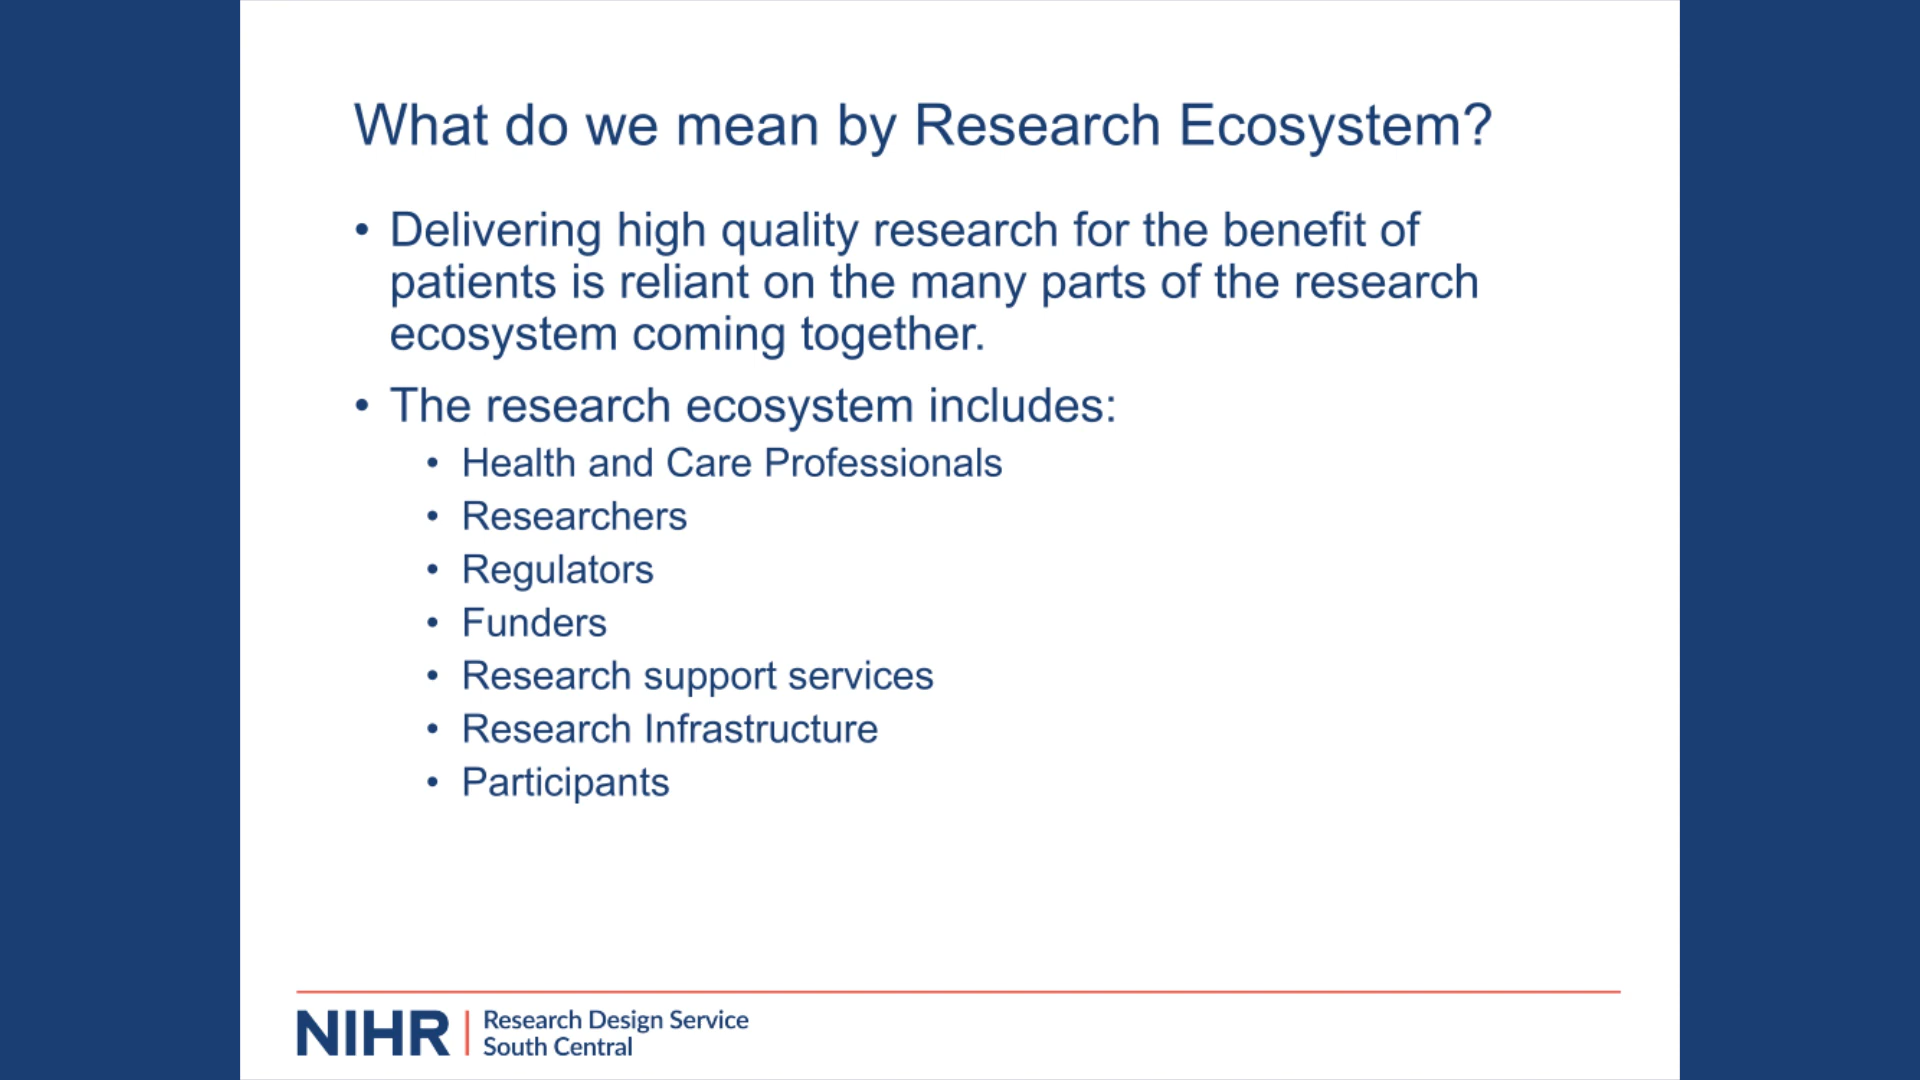 What do we mean by Research Ecosystem?
• Delivering high quality research for the benefit of
patients is reliant on the many parts of the research
ecosystem coming together.
• The research ecosystem includes:
• Health and Care Professionals
• Researchers
• Regulators
• Funders
• Research support services
• Research Infrastructure
• Participants
NIHR | Research Design Service
South Central